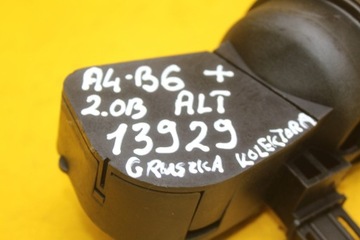 A4-B6 +
2.0B ALT
13929
GRUSZKA KOLEKTORA